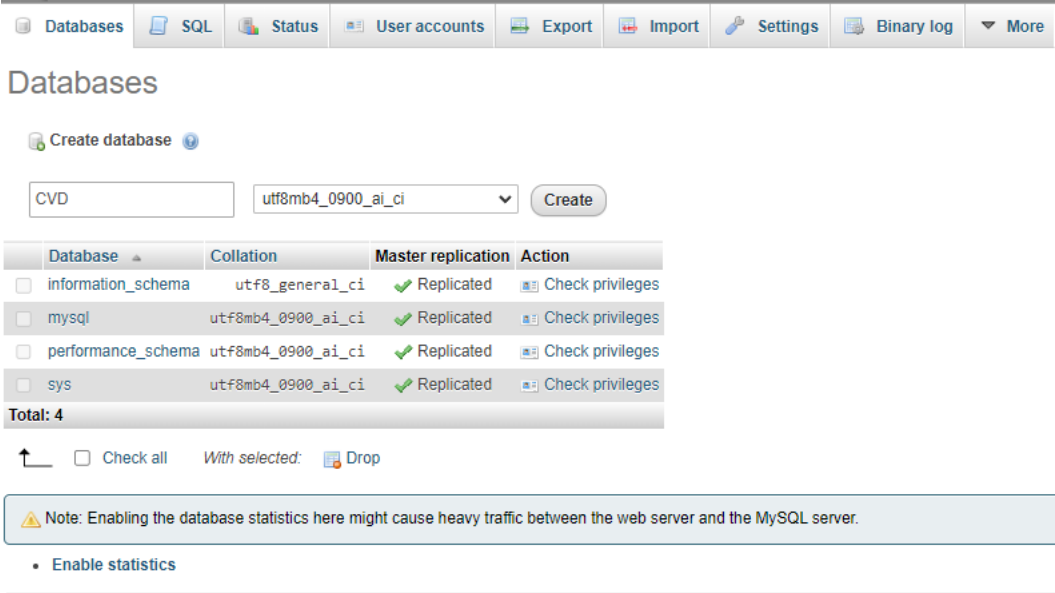 Databases SQL Status User accounts Export Import Settings Binary log More
Databases
Create database
CVD utf8mb4_0900_ai_ci Create
Database Collation Master replication Action
information_schema utf8_general_ci Replicated Check privileges
mysql utf8mb4_0900_ai_ci Replicated Check privileges
performance_schema utf8mb4_0900_ai_ci Replicated Check privileges
sys utf8mb4_0900_ai_ci Replicated Check privileges
Total: 4
Check all With selected: Drop
Note: Enabling the database statistics here might cause heavy traffic between the web server and the MySQL server.
• Enable statistics